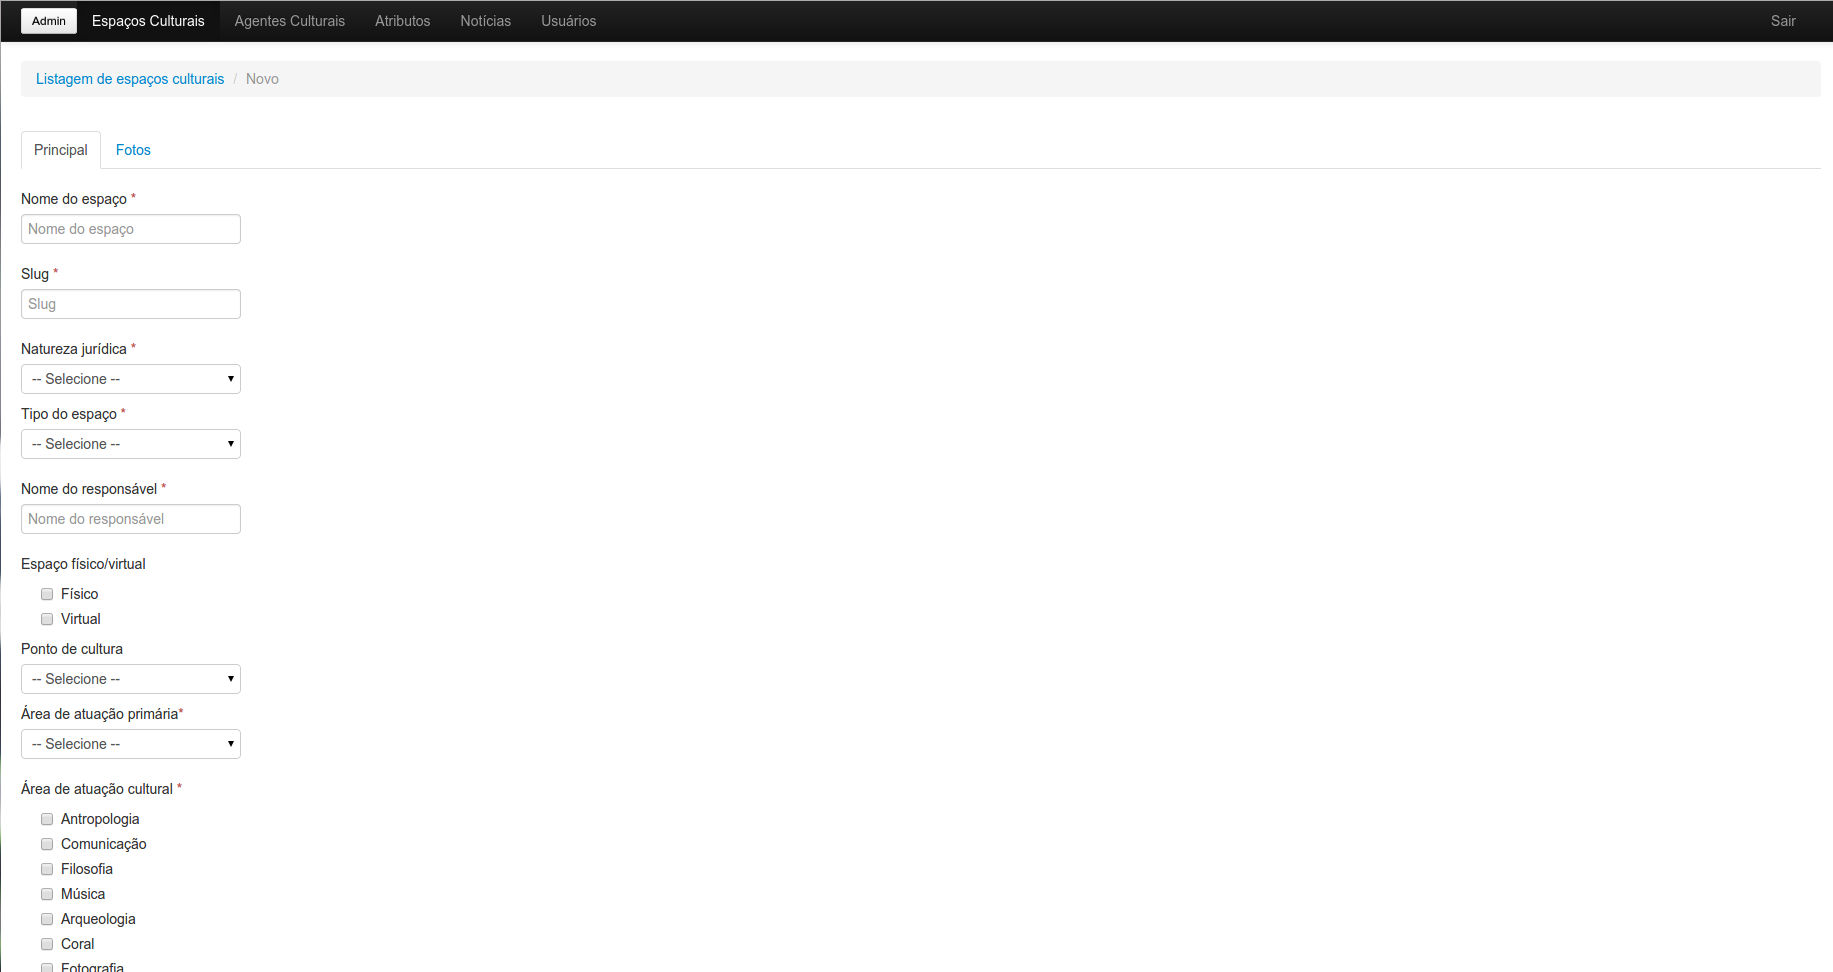 Admin Espaços Culturais Agentes Culturais Atributos Notícias Usuários Sair
Listagem de espaços culturais / Novo
Principal Fotos
Nome do espaço *
Nome do espaço
Slug *
Slug
Natureza jurídica *
-- Selecione --
Tipo do espaço *
-- Selecione --
Nome do responsável *
Nome do responsável
Espaço físico/virtual
Físico
Virtual
Ponto de cultura
-- Selecione --
Área de atuação primária*
-- Selecione --
Área de atuação cultural *
Antropologia
Comunicação
Filosofia
Música
Arqueologia
Coral
Fotografia